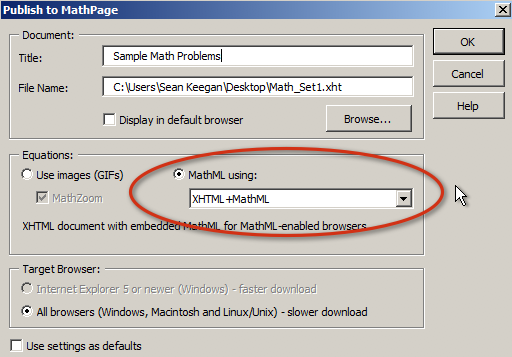 Publish to MathPage
Document:
Title: Sample Math Problems
OK
File Name: C:\Users\Sean Keegan\Desktop\Math_Set1.xht
Cancel
Display in default browser
Browse...
Help
Equations:
Use images (GIFs)
MathML using:
MathZoom
XHTML+MathML
XHTML document with embedded MathML for MathML-enabled browsers
Target Browser:
Internet Explorer 5 or newer (Windows) - faster download
All browsers (Windows, Macintosh and Linux/Unix) - slower download
Use settings as defaults